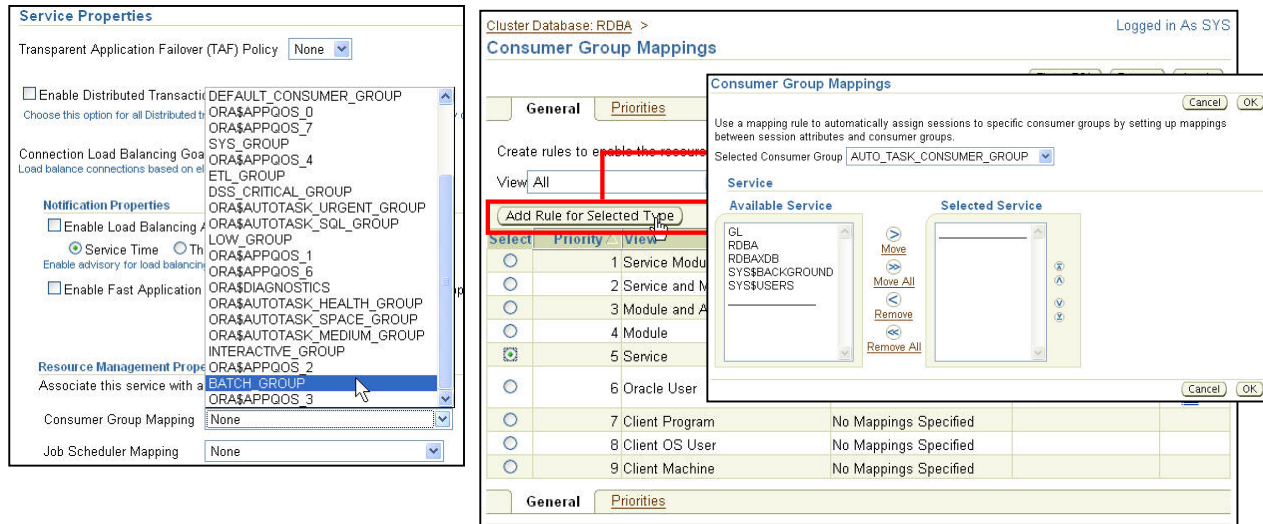 Service Properties
Transparent Application Failover (TAF) Policy None
Enable Distributed
Choose this option for all Distributed
Connection Load Balancing
Load balance connections based on
Notification Properties
Enable Load Balancing
Service Time
Enable advisory for load balancing
Enable Fast Application
Resource Management
Associate this service with a
Consumer Group Mapping None
Job Scheduler Mapping None
DEFAULT_CONSUMER_GROUP
ORA$APPQOS_0
ORA$APPQOS_7
SYS_GROUP
ORA$APPQOS_4
ETL_GROUP
DSS_CRITICAL_GROUP
ORA$AUTOTASK_URGENT_GROUP
ORA$AUTOTASK_SQL_GROUP
LOW_GROUP
ORA$APPQOS_1
ORA$APPQOS_6
ORA$DIAGNOSTICS
ORA$AUTOTASK_HEALTH_GROUP
ORA$AUTOTASK_SPACE_GROUP
ORA$AUTOTASK_MEDIUM_GROUP
INTERACTIVE_GROUP
ORA$APPQOS_2
BATCH_GROUP
ORA$APPQOS_3
Cluster Database: RDBA >
Logged in As SYS
Consumer Group Mappings
General Priorities
Create rules to enable the
View All
Add Rule for Selected Type
Select Priority View
1 Service
2 Service and
3 Module and
4 Module
5 Service
6 Oracle User
7 Client Program No Mappings Specified
8 Client OS User No Mappings Specified
9 Client Machine No Mappings Specified
General Priorities
Consumer Group Mappings
Cancel OK
Use a mapping rule to automatically assign sessions to specific consumer groups by setting up mappings
between session attributes and consumer groups.
Selected Consumer Group AUTO_TASK_CONSUMER_GROUP
Service
Available Service
Selected Service
GL
RDBA
RDBAXDB
SYS$BACKGROUND
SYS$USERS
Move
Move All
Remove
Remove All
Cancel OK